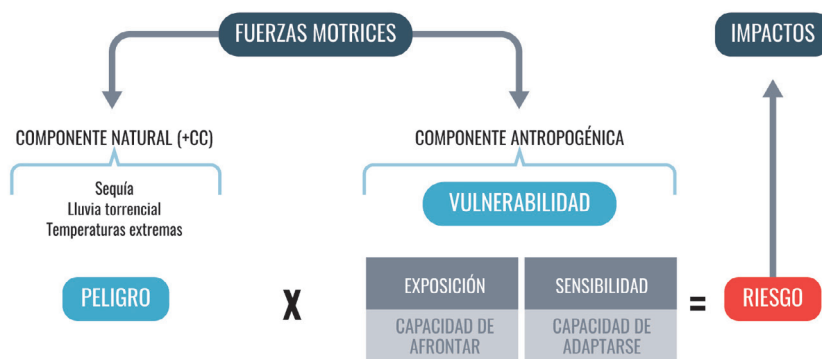 FUERZAS MOTRICES
IMPACTOS
COMPONENTE NATURAL (+CC)
COMPONENTE ANTROPOGÉNICA
Sequía
Lluvia torrencial
Temperaturas extremas
VULNERABILIDAD
PELIGRO
X
EXPOSICIÓN
SENSIBILIDAD
CAPACIDAD DE
AFRONTAR
CAPACIDAD DE
ADAPTARSE
=
RIESGO